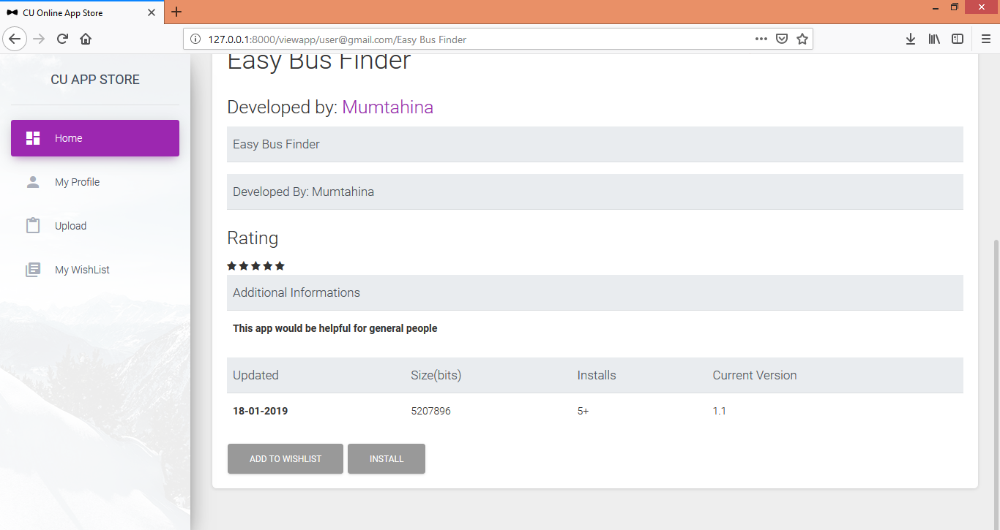 CU Online App Store
127.0.0.1:8000/viewapp/user@gmail.com/Easy Bus Finder
CU APP STORE
Home
My Profile
Upload
My WishList
Easy Bus Finder
Developed by: Mumtahina
Easy Bus Finder
Developed By: Mumtahina
Rating
Additional Informations
This app would be helpful for general people
Updated Size(bits) Installs Current Version
18-01-2019 5207896 5+ 1.1
ADD TO WISHLIST INSTALL